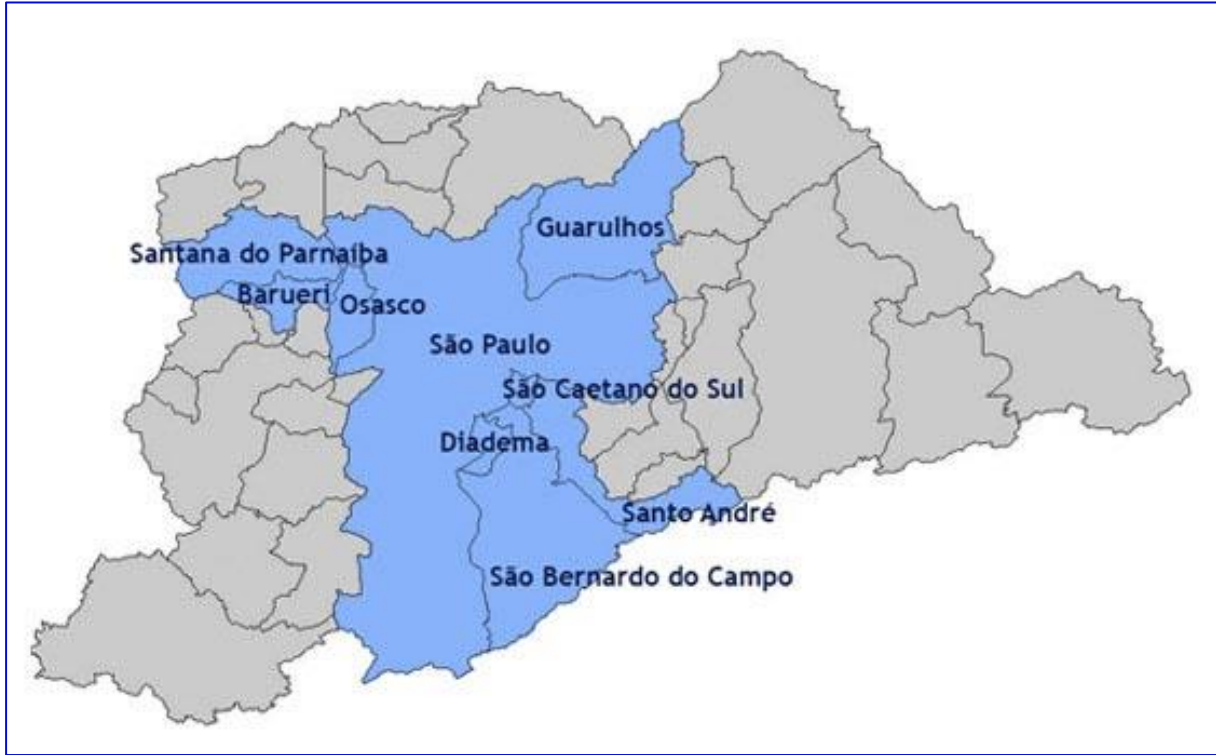 Guarulhos
Santana do Parnaíba
Barueri
Osasco
São Paulo
São Caetano do Sul
Diadema
Santo André
São Bernardo do Campo